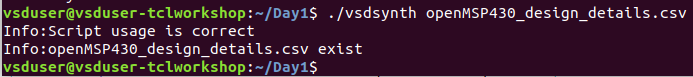 vsduser@vsduser-tclworkshop:~/Day1$ ./vsdsynth openMSP430_design_details.csv
Info:Script usage is correct
Info:openMSP430_design_details.csv exist
vsduser@vsduser-tclworkshop:~/Day1$